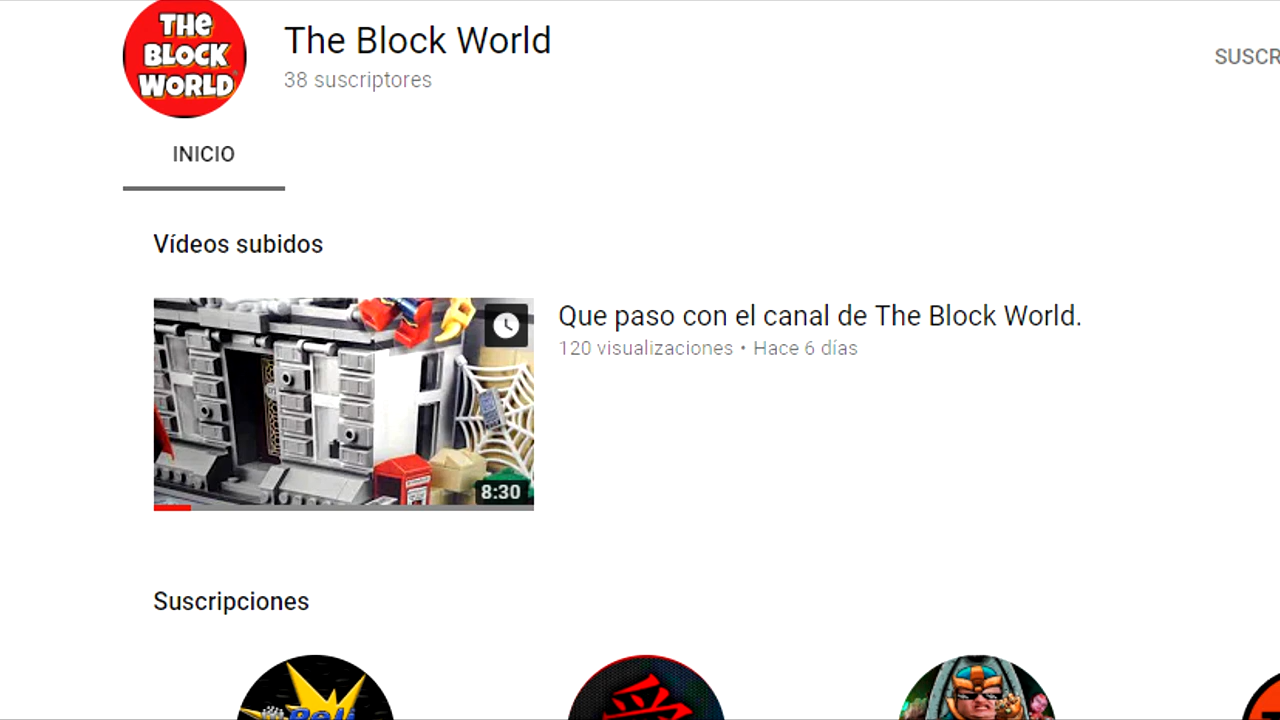 THE
BLOCK
WORLD
The Block World
38 suscriptores
SUSCR
INICIO
Vídeos subidos
Que paso con el canal de The Block World.
120 visualizaciones • Hace 6 días
8:30
Suscripciones